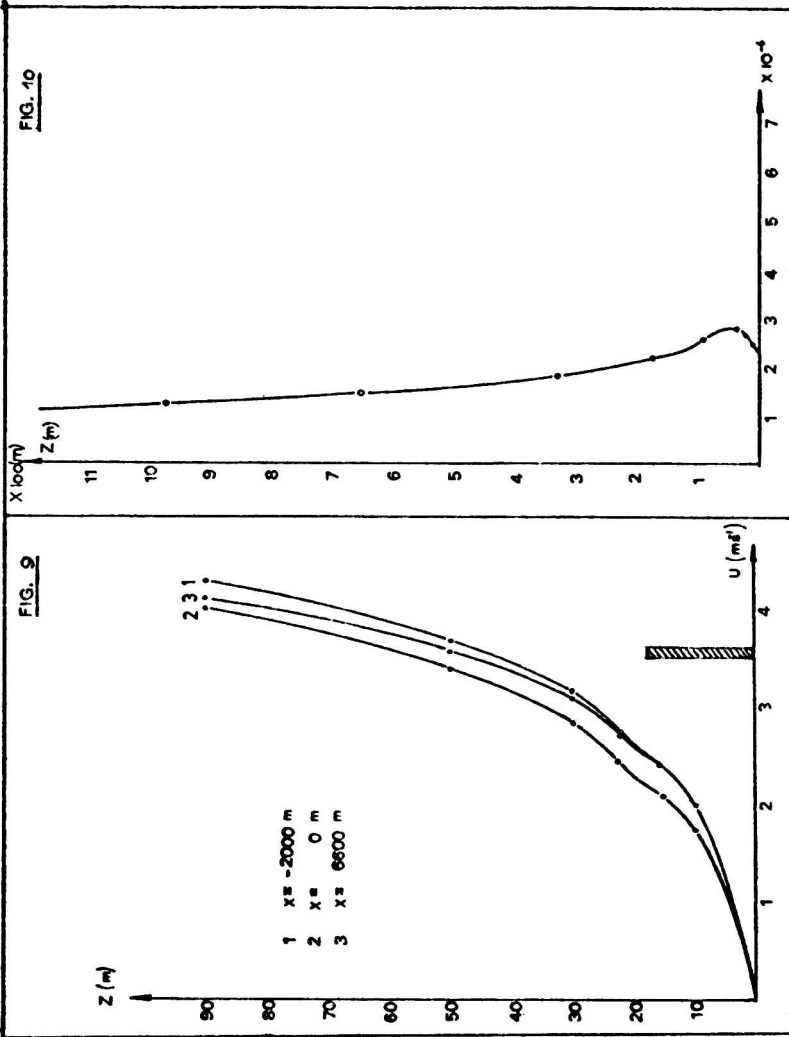 FIG. 10
X 100(m)
Z (m)
11
10
9
8
7
6
5
4
3
2
1
1 2 3 4 5 6 7
X 10⁻⁴
FIG. 9
Z (m)
90
80
70
60
50
40
30
20
10
2 3 1
1 X = -2000 m
2 X = 0 m
3 X = 6600 m
1 2 3 4
U (ms⁻¹)